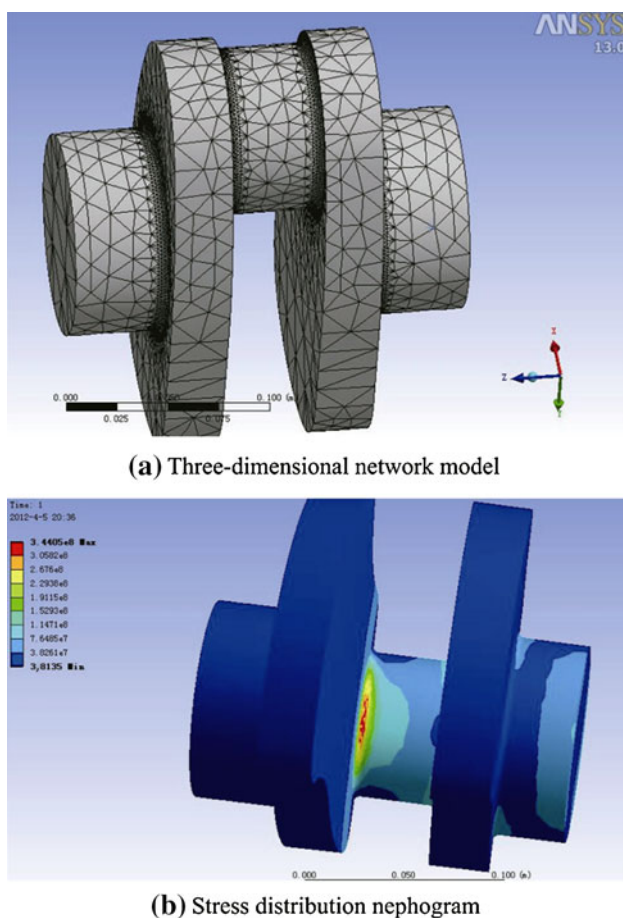 ANSYS
13.0
0.000
0.100 (m)
0.025
0.075
X
Z
Y
(a) Three-dimensional network model
Time: 1
2012-4-5 20:36
3.4405e8 Max
3.0582e8
2.676e8
2.2938e8
1.9115e8
1.5293e8
1.1471e8
7.6485e7
3.8261e7
3,8135 Min
0.000
0.050
0.100 (m)
(b) Stress distribution nephogram